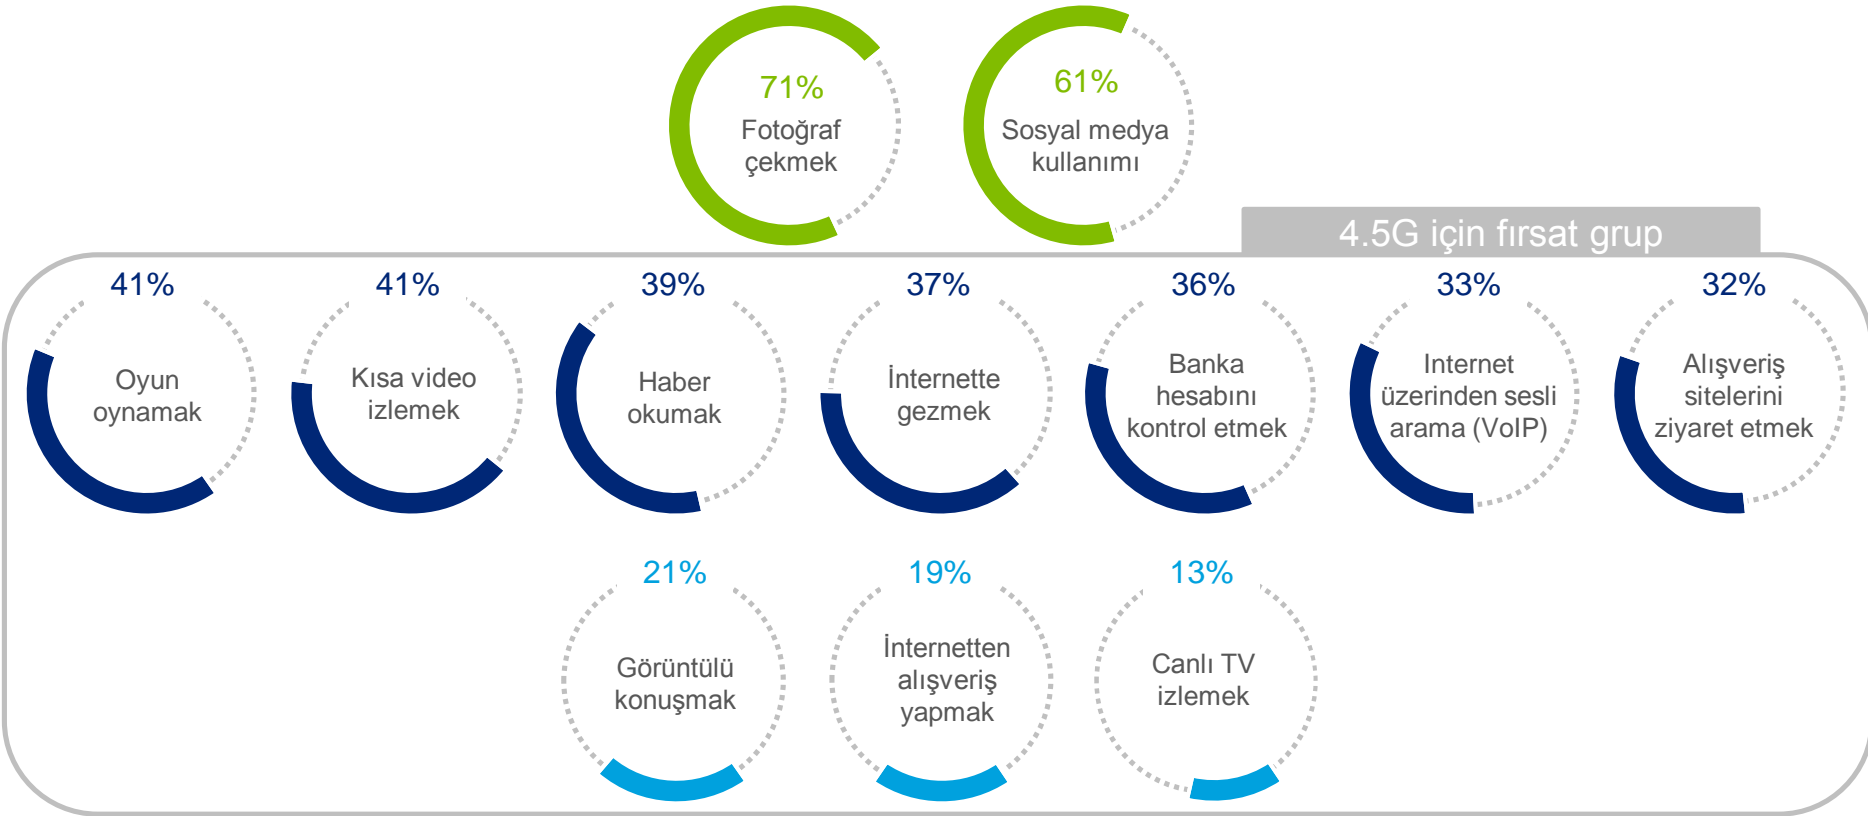 71%
Fotoğraf
çekmek
61%
Sosyal medya
kullanımı
4.5G için fırsat grup
41%
Oyun
oynamak
41%
Kısa video
izlemek
39%
Haber
okumak
37%
İnternette
gezmek
36%
Banka
hesabını
kontrol etmek
33%
Internet
üzerinden sesli
arama (VoIP)
32%
Alışveriş
sitelerini
ziyaret etmek
21%
Görüntülü
konuşmak
19%
İnternetten
alışveriş
yapmak
13%
Canlı TV
izlemek